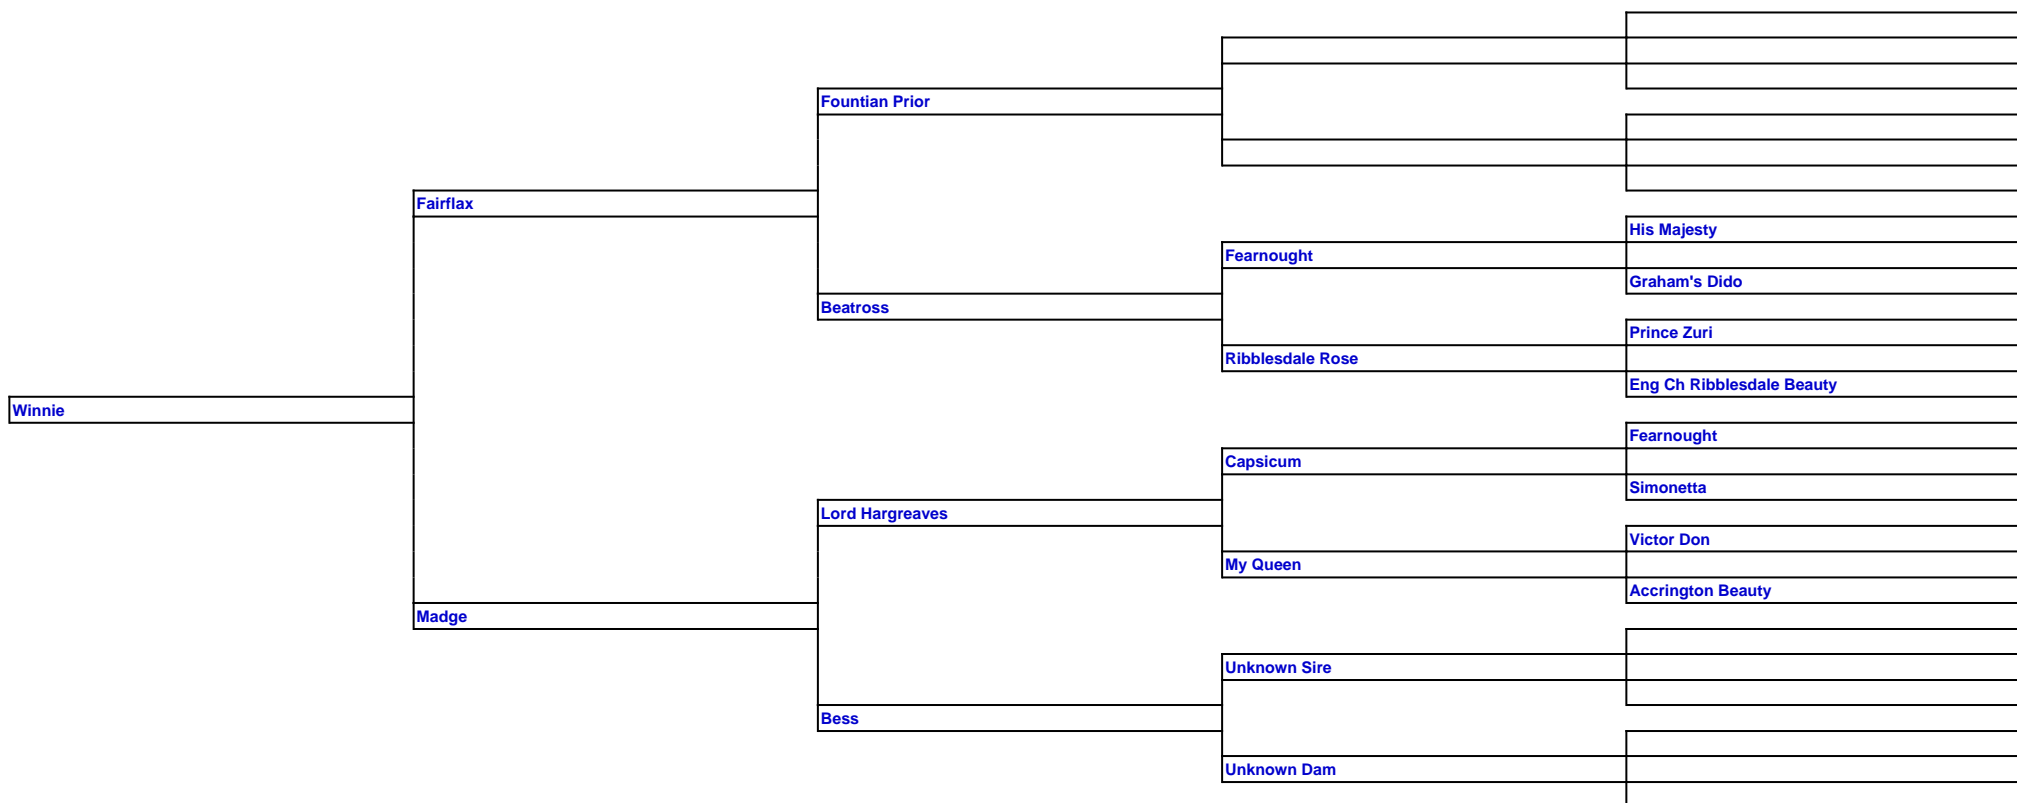 Fountian Prior
Fairflax
His Majesty
Fearnought
Graham's Dido
Beatross
Prince Zuri
Ribblesdale Rose
Eng Ch Ribblesdale Beauty
Winnie
Fearnought
Capsicum
Simonetta
Lord Hargreaves
Victor Don
My Queen
Accrington Beauty
Madge
Unknown Sire
Bess
Unknown Dam